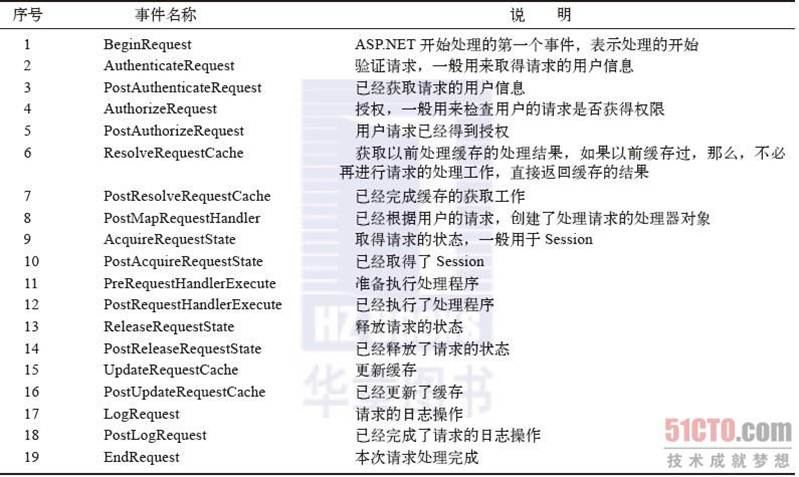 序号 事件名称 说 明
1 BeginRequest ASP.NET 开始处理的第一个事件，表示处理的开始
2 AuthenticateRequest 验证请求，一般用来取得请求的用户信息
3 PostAuthenticateRequest 已经获取请求的用户信息
4 AuthorizeRequest 授权，一般用来检查用户的请求是否获得权限
5 PostAuthorizeRequest 用户请求已经得到授权
6 ResolveRequestCache 获取以前处理缓存的处理结果，如果以前缓存过，那么，不必
再进行请求的处理工作，直接返回缓存的结果
7 PostResolveRequestCache 已经完成缓存的获取工作
8 PostMapRequestHandler 已经根据用户的请求，创建了处理请求的处理器对象
9 AcquireRequestState 取得请求的状态，一般用于 Session
10 PostAcquireRequestState 已经取得了 Session
11 PreRequestHandlerExecute 准备执行处理程序
12 PostRequestHandlerExecute 已经执行了处理程序
13 ReleaseRequestState 释放请求的状态
14 PostReleaseRequestState 已经释放了请求的状态
15 UpdateRequestCache 更新缓存
16 PostUpdateRequestCache 已经更新了缓存
17 LogRequest 请求的日志操作
18 PostLogRequest 已经完成了请求的日志操作
19 EndRequest 本次请求处理完成
51CTO.com
技术成就梦想